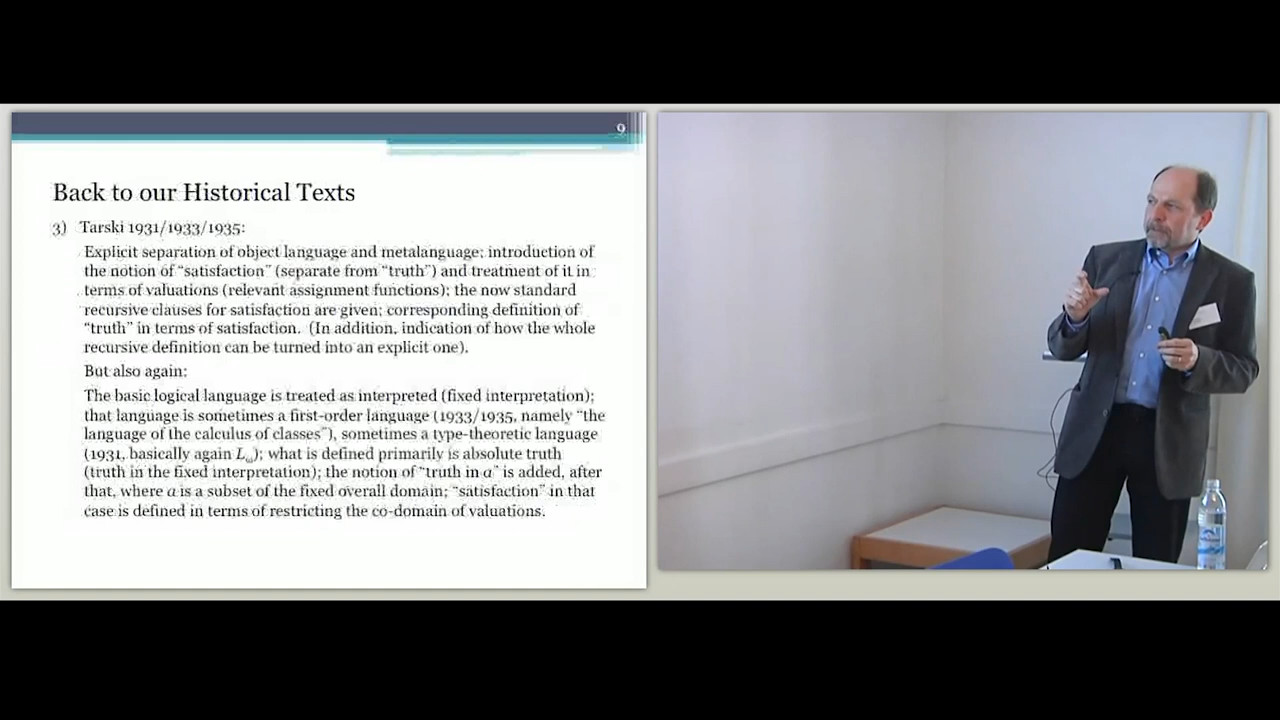 9
Back to our Historical Texts
3) Tarski 1931/1933/1935:
Explicit separation of object language and metalanguage; introduction of
the notion of “satisfaction” (separate from “truth”) and treatment of it in
terms of valuations (relevant assignment functions); the now standard
recursive clauses for satisfaction are given; corresponding definition of
“truth” in terms of satisfaction. (In addition, indication of how the whole
recursive definition can be turned into an explicit one).
But also again:
The basic logical language is treated as interpreted (fixed interpretation);
that language is sometimes a first-order language (1933/1935, namely “the
language of the calculus of classes”), sometimes a type-theoretic language
(1931, basically again Lω); what is defined primarily is absolute truth
(truth in the fixed interpretation); the notion of “truth in a” is added, after
that, where a is a subset of the fixed overall domain; “satisfaction” in that
case is defined in terms of restricting the co-domain of valuations.